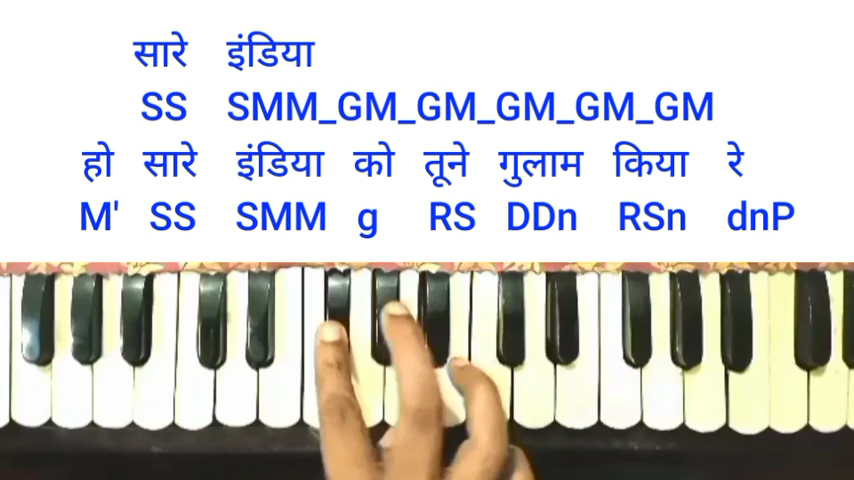 सारे इंडिया
SS SMM_GM_GM_GM_GM_GM
हो सारे इंडिया को तूने गुलाम किया रे
M' SS SMM g RS DDn RSn dnP